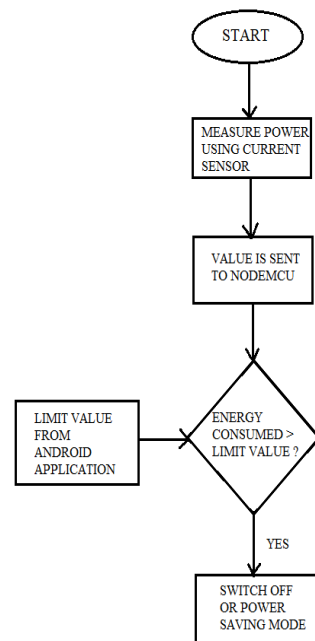 START
MEASURE POWER
USING CURRENT
SENSOR
VALUE IS SENT
TO NODEMCU
LIMIT VALUE
FROM
ANDROID
APPLICATION
ENERGY
CONSUMED >
LIMIT VALUE ?
YES
SWITCH OFF
OR POWER
SAVING MODE